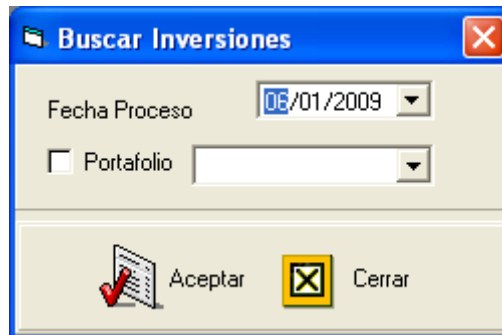 Buscar Inversiones
Fecha Proceso 06/01/2009
Portafolio
Aceptar Cerrar